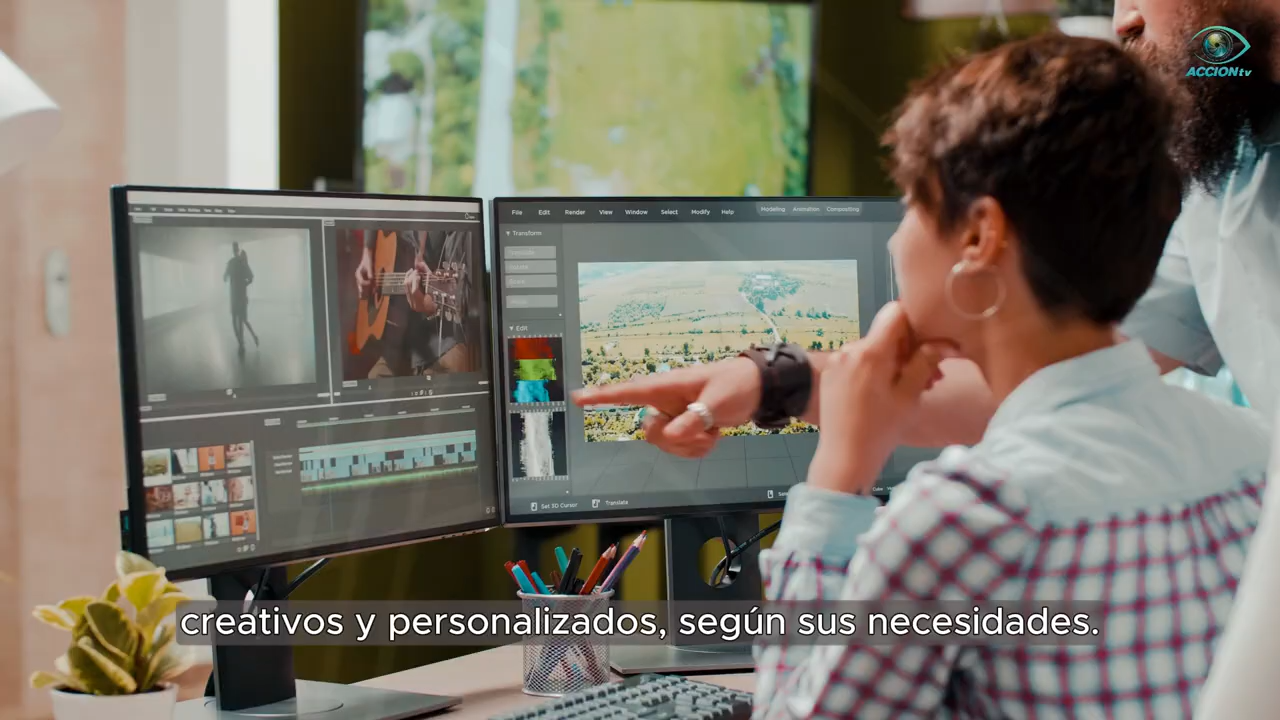 ACCIONtv
File Edit Render View Window Select Modify Help Modeling Animation Compositing
Transform
Edit
Set 3D Cursor Translate
creativos y personalizados, según sus necesidades.